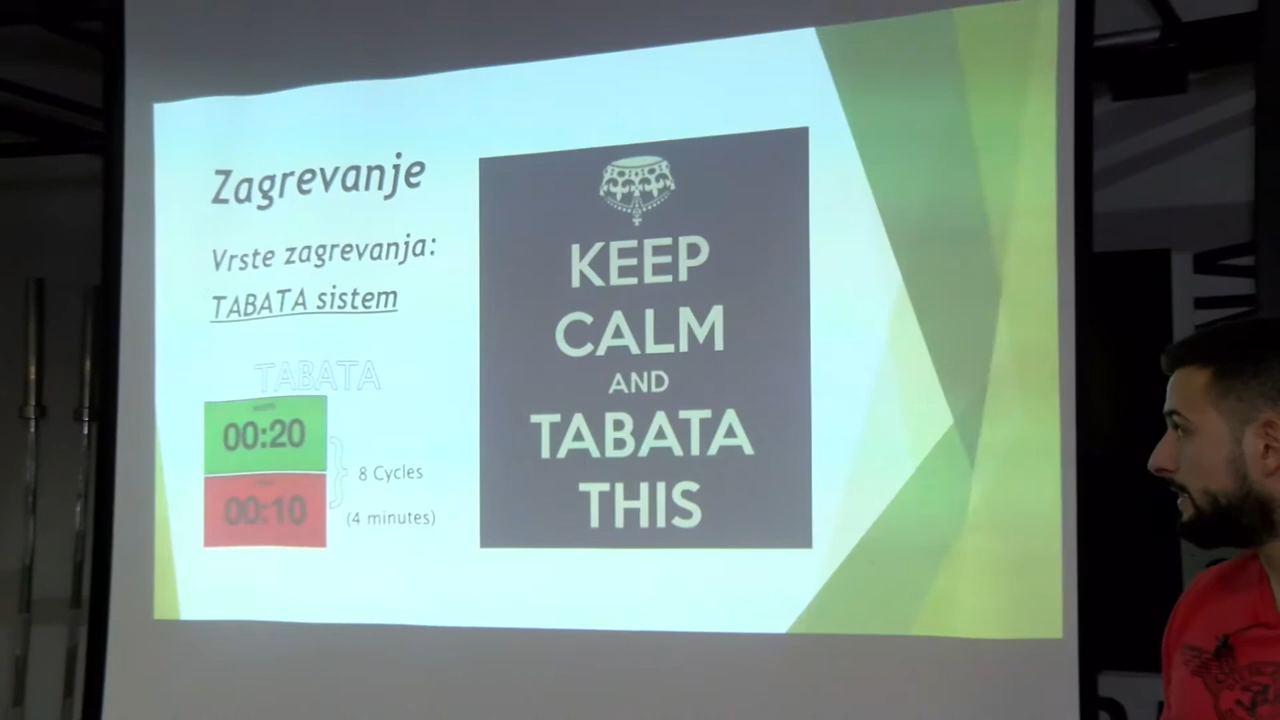 Zagrevanje
Vrste zagrevanja:
TABATA sistem
TABATA
00:20
00:10
8 Cycles
(4 minutes)
KEEP
CALM
AND
TABATA
THIS